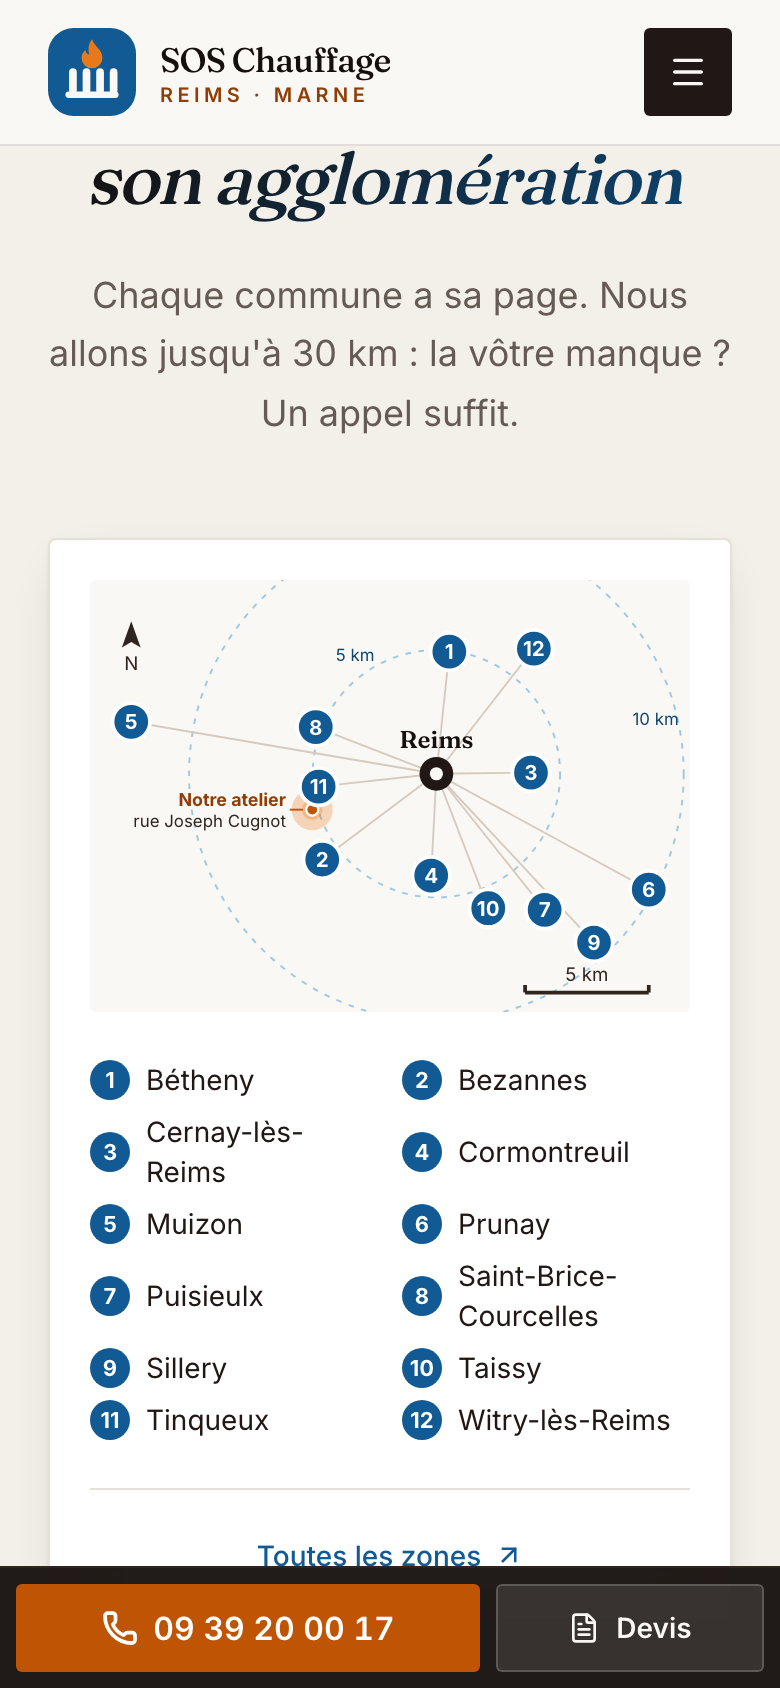 SOS Chauffage
REIMS · MARNE
son agglomération
Chaque commune a sa page. Nous
allons jusqu'à 30 km : la vôtre manque ?
Un appel suffit.
N
5 km
1
12
10 km
5
8
Reims
3
11
Notre atelier
rue Joseph Cugnot
2
4
6
10
7
9
5 km
1 Bétheny
2 Bezannes
3 Cernay-lès-
Reims
4 Cormontreuil
5 Muizon
6 Prunay
7 Puisieulx
8 Saint-Brice-
Courcelles
9 Sillery
10 Taissy
11 Tinqueux
12 Witry-lès-Reims
Toutes les zones
09 39 20 00 17
Devis